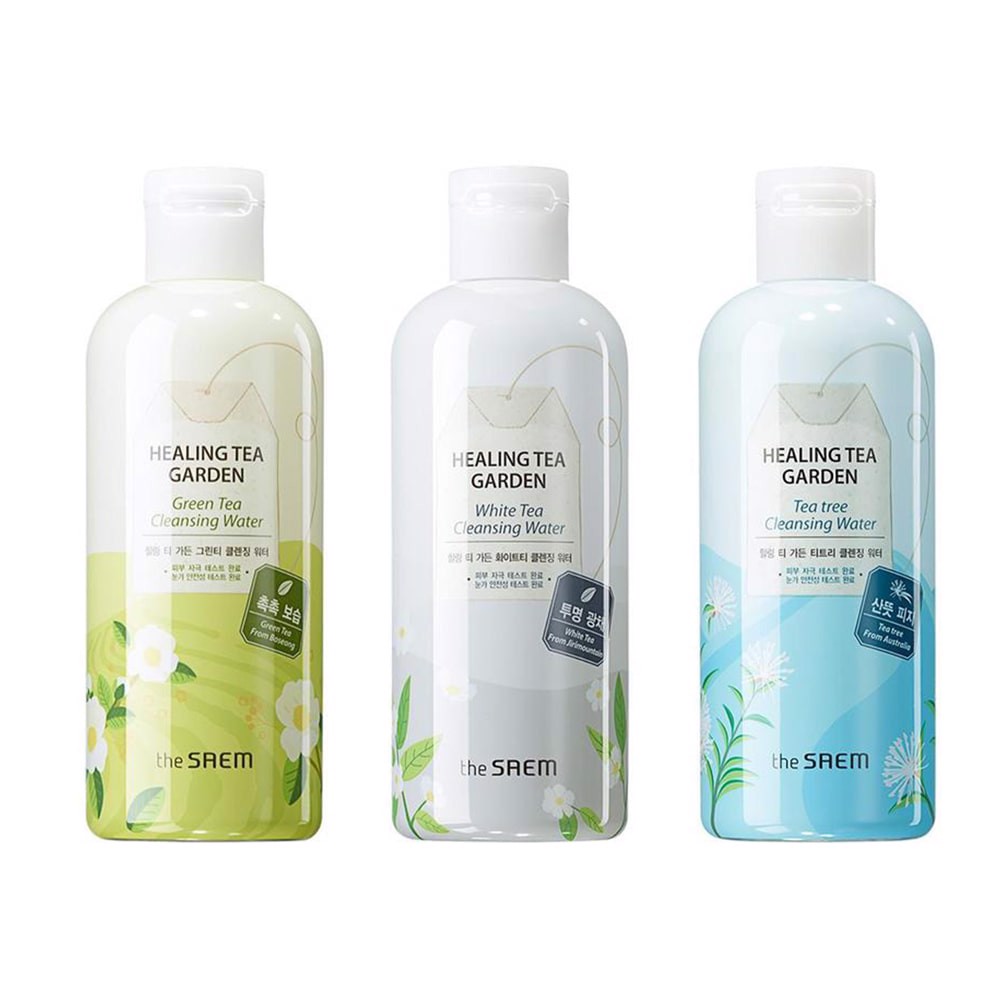 HEALING TEA
GARDEN
Green Tea
Cleansing Water
힐링 티 가든 그린티 클렌징 워터
• 피부 자극 테스트 완료 •
눈가 안전성 테스트 완료
촉촉 보습
Green Tea
From Boseong
the SAEM
HEALING TEA
GARDEN
White Tea
Cleansing Water
힐링 티 가든 화이트티 클렌징 워터
• 피부 자극 테스트 완료 •
눈가 안전성 테스트 완료
투명 광채
White Tea
From Jirimountain
the SAEM
HEALING TEA
GARDEN
Tea tree
Cleansing Water
힐링 티 가든 티트리 클렌징 워터
• 피부 자극 테스트 완료 •
눈가 안전성 테스트 완료
산뜻 피지
Tea tree
From Australia
the SAEM